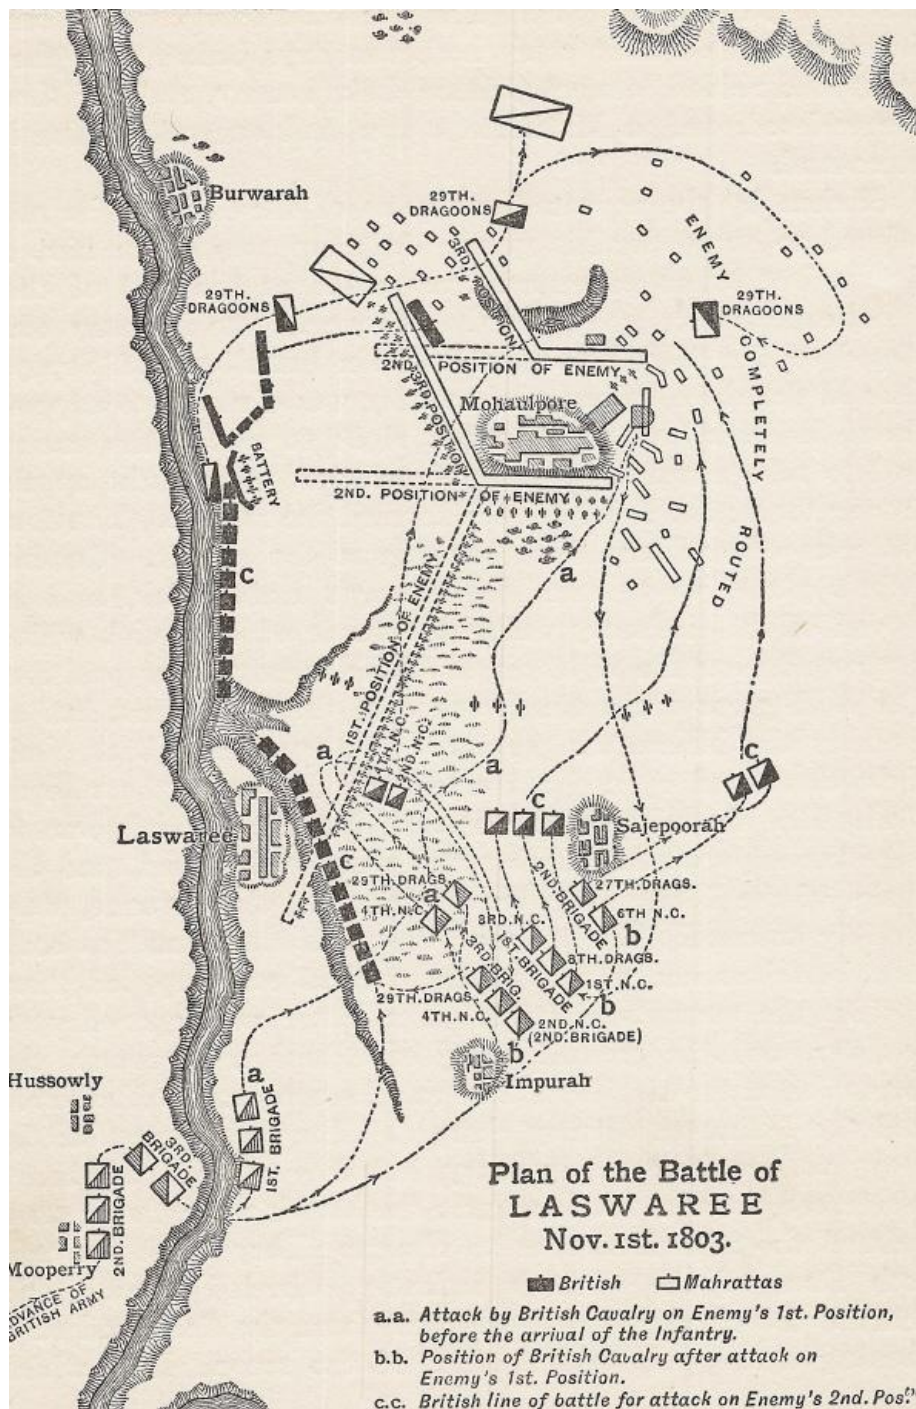 Burwarah
29TH.
DRAGOONS
29TH.
DRAGOONS
29TH.
DRAGOONS
ENEMY
COMPLETELY
ROUTED
3RD. POSITION
2ND. POSITION OF ENEMY
3RD. POSITION
Mohaulpore
BATTERY
2ND. POSITION OF ENEMY
c
a
1ST. POSITION OF ENEMY
a
4TH. N.C.
2ND. N.C.
a
c
c
Laswaree
Sajepoorah
c
29TH. DRAGS.
a
4TH. N.C.
2ND. BRIGADE
27TH. DRAGS.
6TH N.C.
b
3RD. N.C.
1ST. BRIGADE
8TH. DRAGS.
1ST. N.C.
b
3RD. BRIG.
29TH. DRAGS.
4TH. N.C.
2ND. N.C.
(2ND. BRIGADE)
b
Impurah
Hussowly
a
1ST. BRIGADE
3RD.
BRIGADE
2ND. BRIGADE
Mooperry
ADVANCE OF
BRITISH ARMY
Plan of the Battle of
LASWAREE
Nov. 1st. 1803.
British Mahrattas
a.a. Attack by British Cavalry on Enemy's 1st. Position,
before the arrival of the Infantry.
b.b. Position of British Cavalry after attack on
Enemy's 1st. Position.
c.c. British line of battle for attack on Enemy's 2nd. Pos.n